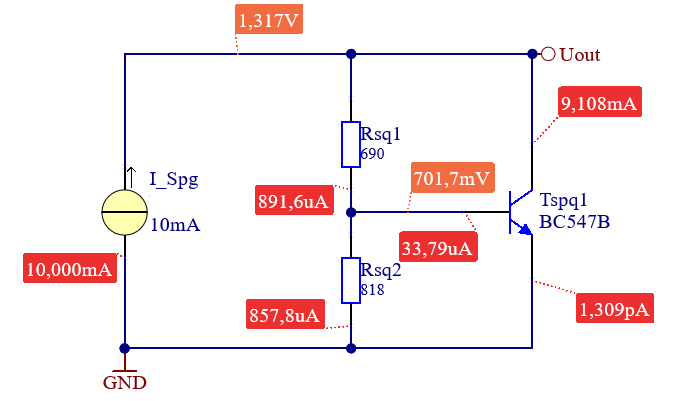 1,317V
Uout
9,108mA
Rsq1
690
I_Spg
701,7mV
891,6uA
Tspq1
BC547B
10mA
33,79uA
10,000mA
Rsq2
818
857,8uA
1,309pA
GND